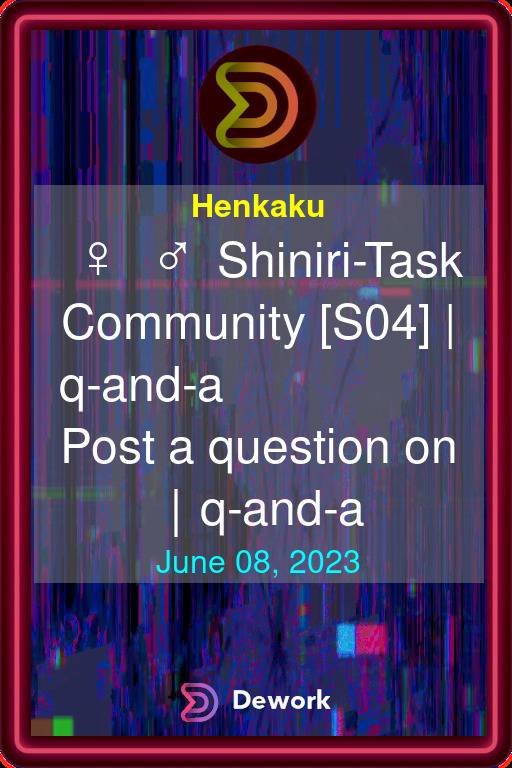 Henkaku
♀ ♂ Shiniri-Task
Community [S04] |
q-and-a
Post a question on
| q-and-a
June 08, 2023
Dework